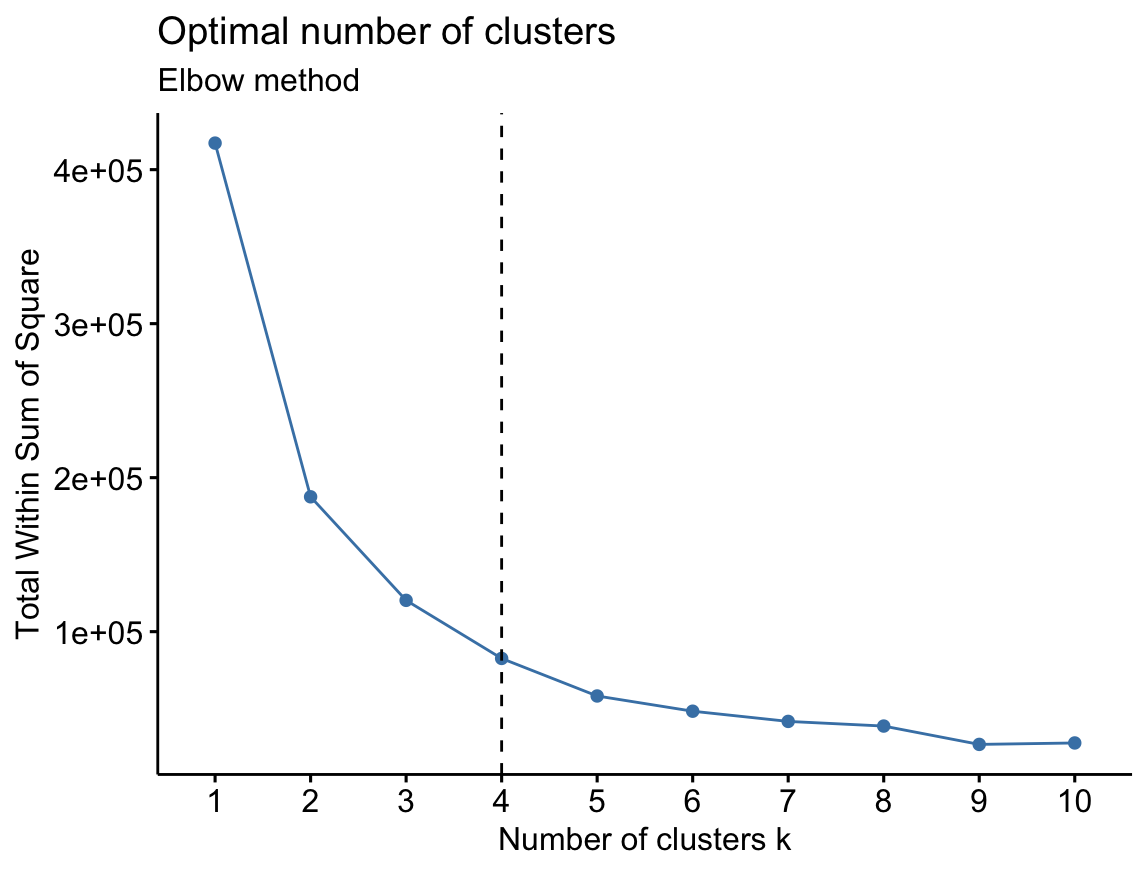 Optimal number of clusters
Elbow method
Total Within Sum of Square
4e+05
3e+05
2e+05
1e+05
1 2 3 4 5 6 7 8 9 10
Number of clusters k